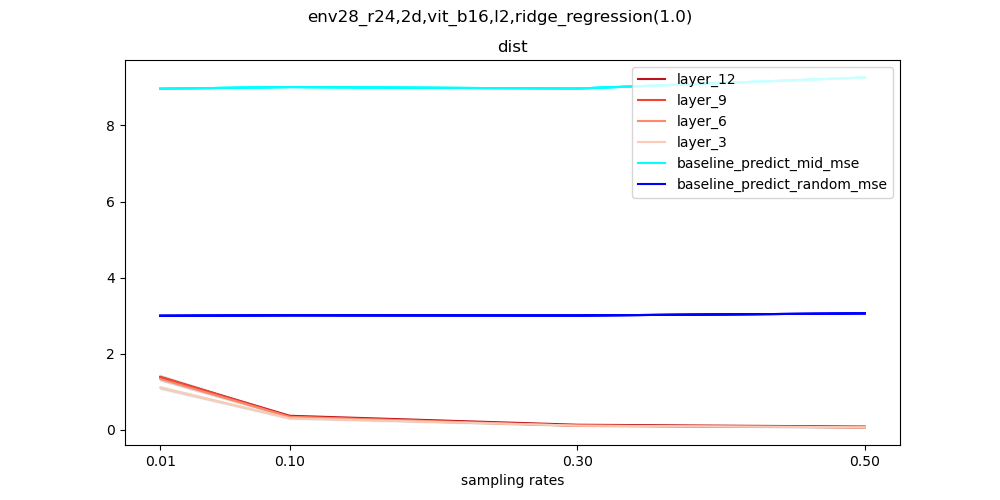 env28_r24,2d,vit_b16,l2,ridge_regression(1.0)
dist
layer_12
layer_9
layer_6
layer_3
baseline_predict_mid_mse
baseline_predict_random_mse
8
6
4
2
0
0.01 0.10 0.30 0.50
sampling rates